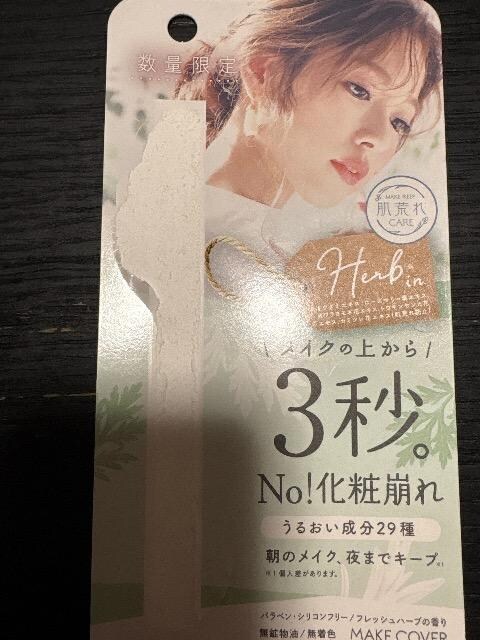 数量限定
MAKE KEEP
肌荒れ
CARE
Herb
in
\ メイクの上から /
3秒。
No!化粧崩れ
うるおい成分29種
朝のメイク、夜までキープ。※1
※1 個人差があります。
パラベン・シリコンフリー/フレッシュハーブの香り
無鉱物油/無着色
MAKE COVER